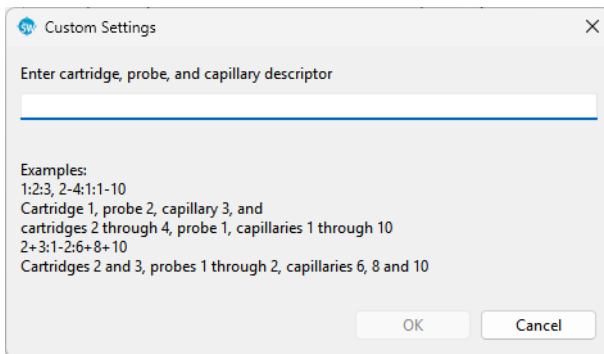 SW Custom Settings
Enter cartridge, probe, and capillary descriptor
Examples:
1:2:3, 2-4:1:1-10
Cartridge 1, probe 2, capillary 3, and
cartridges 2 through 4, probe 1, capillaries 1 through 10
2+3:1-2:6+8+10
Cartridges 2 and 3, probes 1 through 2, capillaries 6, 8 and 10
OK Cancel